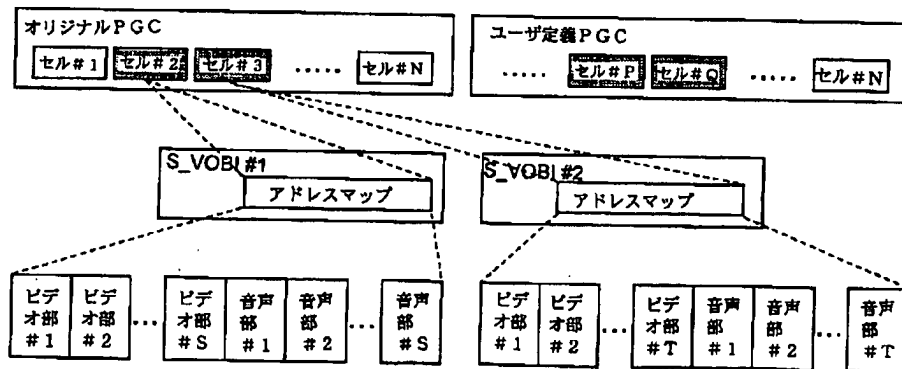 オリジナルPGC
セル#1 セル#2 セル#3 ..... セル#N
ユーザ定義PGC
..... セル#P セル#Q ..... セル#N
S_VOBI #1
アドレスマップ
S_VOBI #2
アドレスマップ
ビデオ部#1 ビデオ部#2 ... ビデオ部#S 音声部#1 音声部#2 ... 音声部#S
ビデオ部#1 ビデオ部#2 ... ビデオ部#T 音声部#1 音声部#2 ... 音声部#T